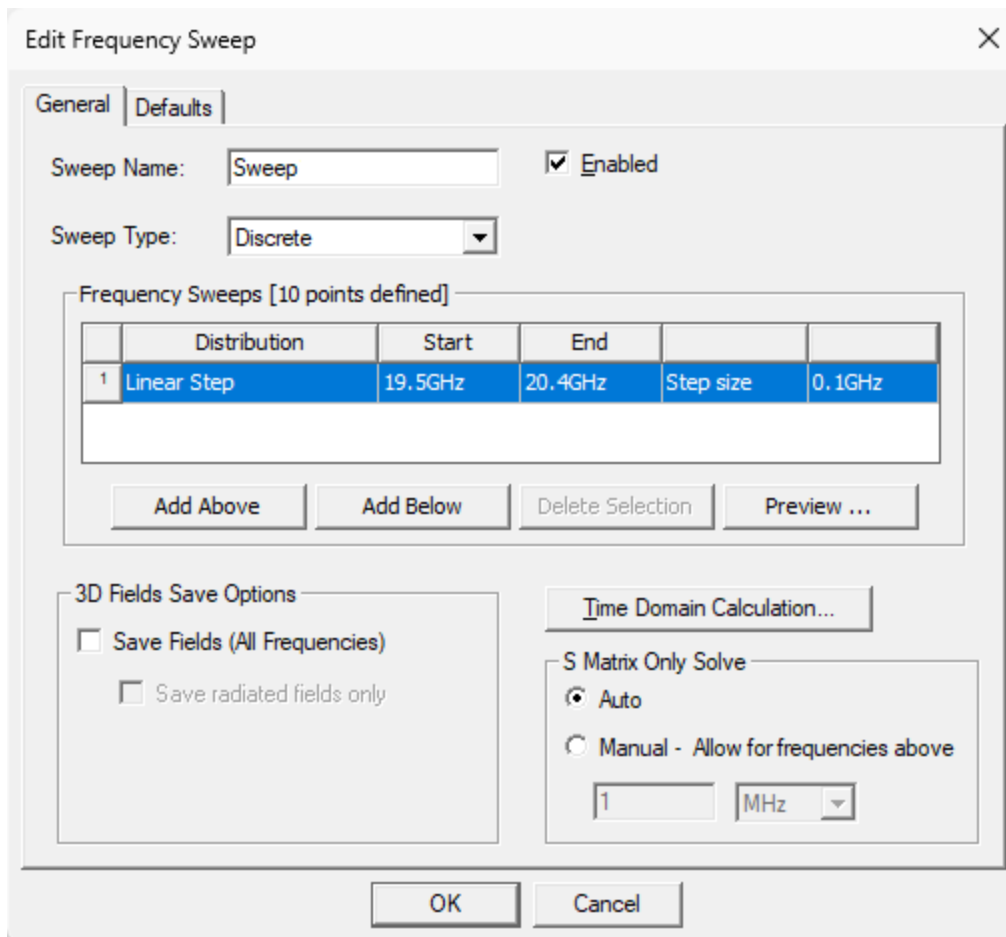 Edit Frequency Sweep
General Defaults
Sweep Name: Sweep Enabled
Sweep Type: Discrete
Frequency Sweeps [10 points defined]
Distribution Start End
1 Linear Step 19.5GHz 20.4GHz Step size 0.1GHz
Add Above Add Below Delete Selection Preview ...
3D Fields Save Options
Save Fields (All Frequencies)
Save radiated fields only
Time Domain Calculation...
S Matrix Only Solve
Auto
Manual - Allow for frequencies above
1 MHz
OK Cancel